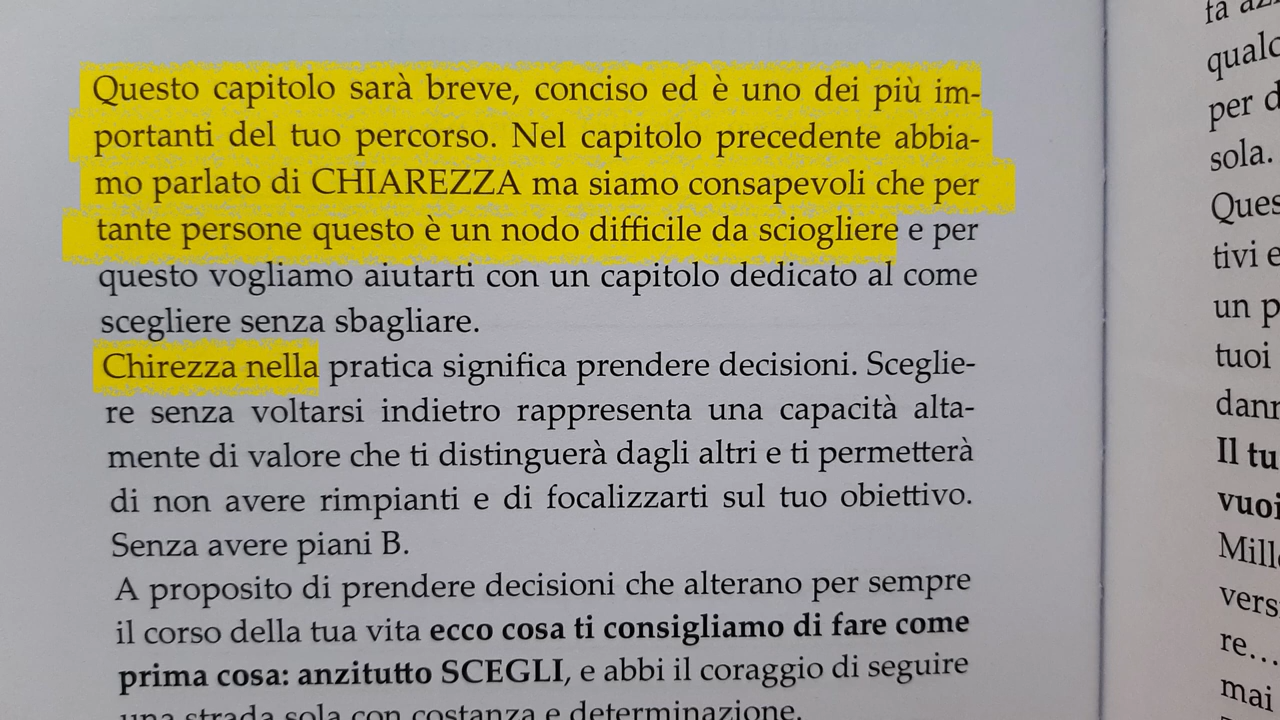 Questo capitolo sarà breve, conciso ed è uno dei più im-
portanti del tuo percorso. Nel capitolo precedente abbia-
mo parlato di CHIAREZZA ma siamo consapevoli che per
tante persone questo è un nodo difficile da sciogliere e per
questo vogliamo aiutarti con un capitolo dedicato al come
scegliere senza sbagliare.
Chirezza nella pratica significa prendere decisioni. Sceglie-
re senza voltarsi indietro rappresenta una capacità alta-
mente di valore che ti distinguerà dagli altri e ti permetterà
di non avere rimpianti e di focalizzarti sul tuo obiettivo.
Senza avere piani B.
A proposito di prendere decisioni che alterano per sempre
il corso della tua vita ecco cosa ti consigliamo di fare come
prima cosa: anzitutto SCEGLI, e abbi il coraggio di seguire
una strada sola con costanza e determinazione.
per
sola.
tivi e
un
tuoi
Il tu
re...
mai